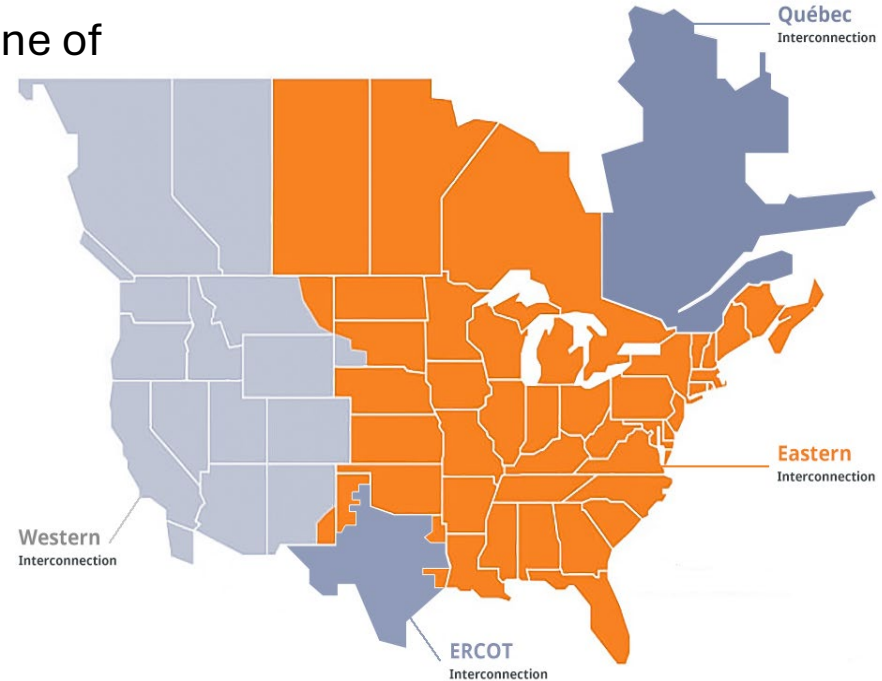 ne of
Québec
Interconnection
Eastern
Interconnection
Western
Interconnection
ERCOT
Interconnection